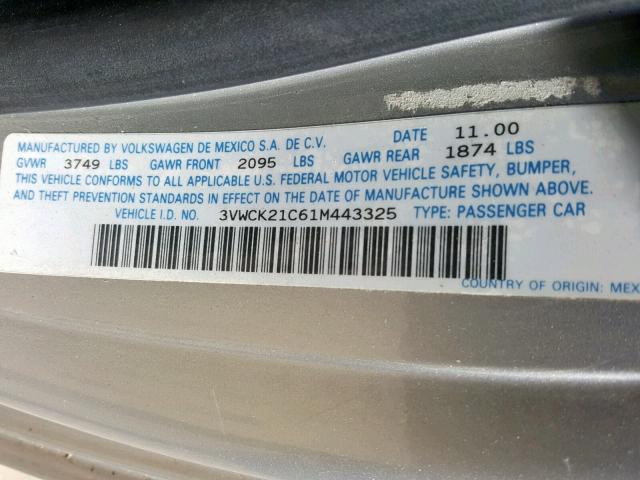 MANUFACTURED BY VOLKSWAGEN DE MEXICO S.A. DE C.V. DATE 11.00
GVWR 3749 LBS GAWR FRONT 2095 LBS GAWR REAR 1874 LBS
THIS VEHICLE CONFORMS TO ALL APPLICABLE U.S. FEDERAL MOTOR VEHICLE SAFETY, BUMPER,
AND THEFT PREVENTION STANDARDS IN EFFECT ON THE DATE OF MANUFACTURE SHOWN ABOVE.
VEHICLE I.D. NO. 3VWCK21C61M443325 TYPE: PASSENGER CAR
COUNTRY OF ORIGIN: MEX